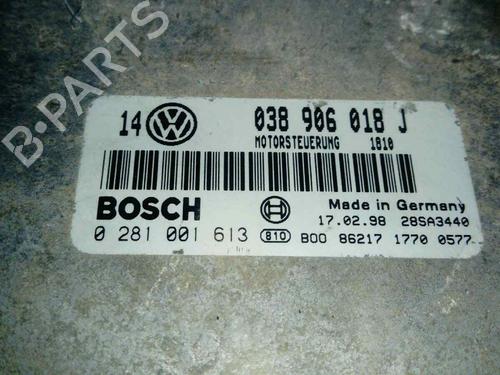 14 VW 038 906 018 J
MOTORSTEUERUNG 1810
BOSCH
Made in Germany
17.02.98 28SA3440
0 281 001 613 810 B00 86217 1770 0577
B-PARTS